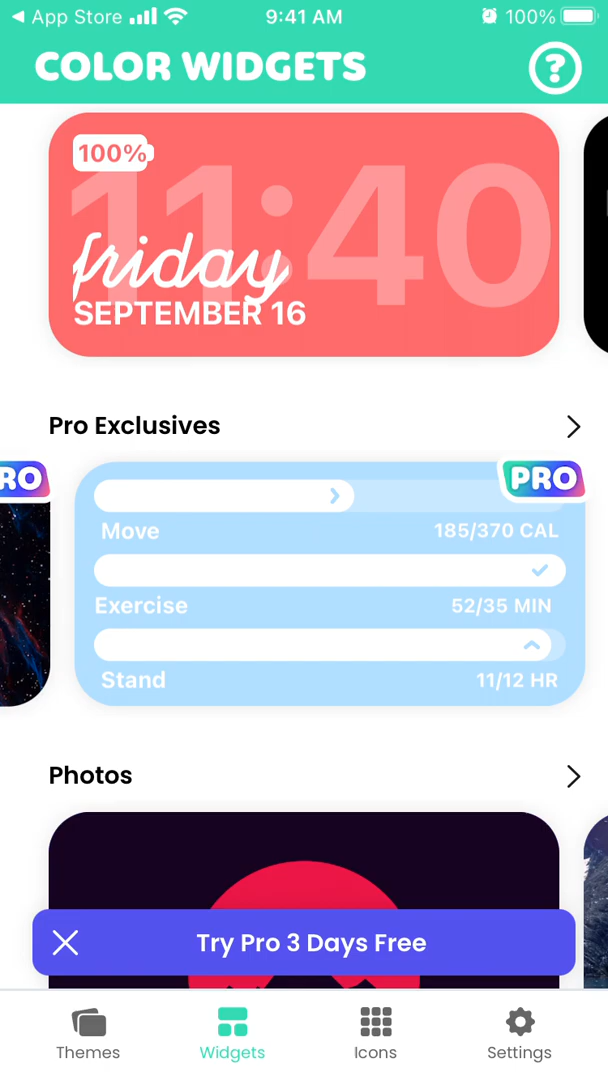 App Store 9:41 AM 100%
COLOR WIDGETS ?
100%
11:40
friday
SEPTEMBER 16
Pro Exclusives
RO PRO
Move 185/370 CAL
Exercise 52/35 MIN
Stand 11/12 HR
Photos
Try Pro 3 Days Free
Themes Widgets Icons Settings